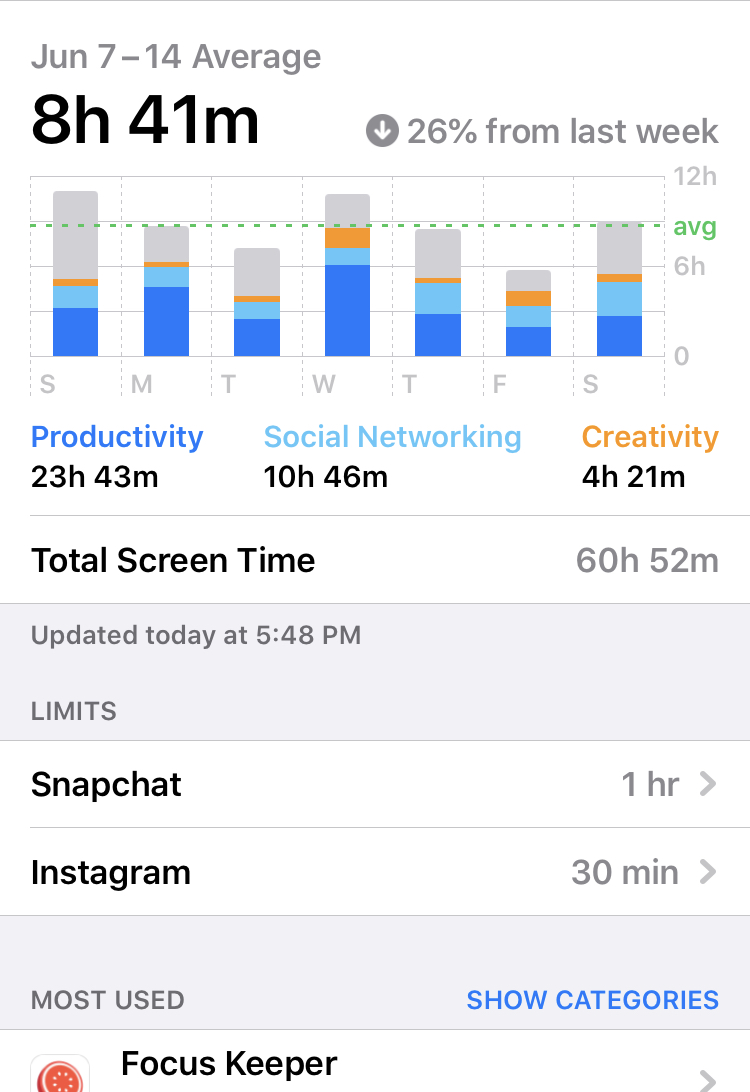 Jun 7 – 14 Average
8h 41m
26% from last week
12h
avg
6h
0
S M T W T F S
Productivity Social Networking Creativity
23h 43m 10h 46m 4h 21m
Total Screen Time 60h 52m
Updated today at 5:48 PM
LIMITS
Snapchat 1 hr
Instagram 30 min
MOST USED SHOW CATEGORIES
Focus Keeper